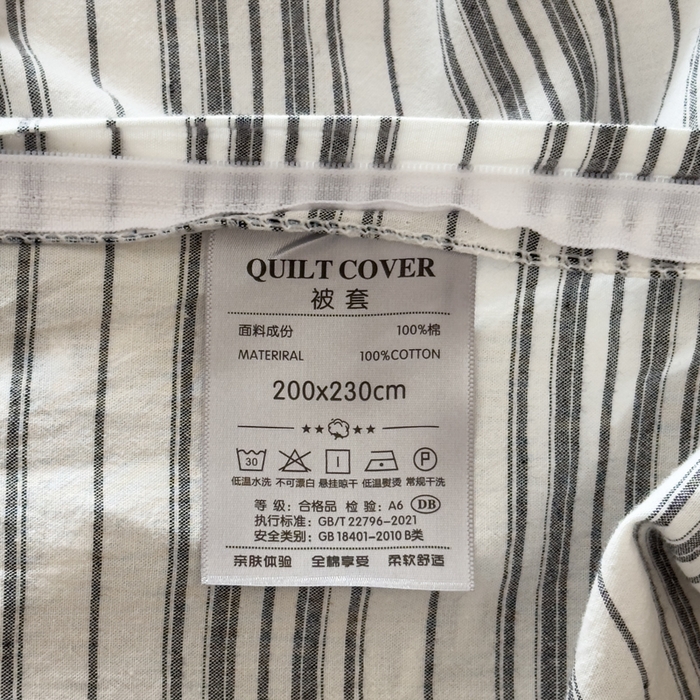 QUILT COVER
被套
面料成份 100%棉
MATERIRAL 100%COTTON
200x230cm
30 P
低温水洗 不可漂白 悬挂晾干 低温熨烫 常规干洗
等 级: 合格品 检 验: A6 DB
执行标准: GB/T 22796-2021
安全类别: GB 18401-2010 B类
亲肤体验 全棉享受 柔软舒适